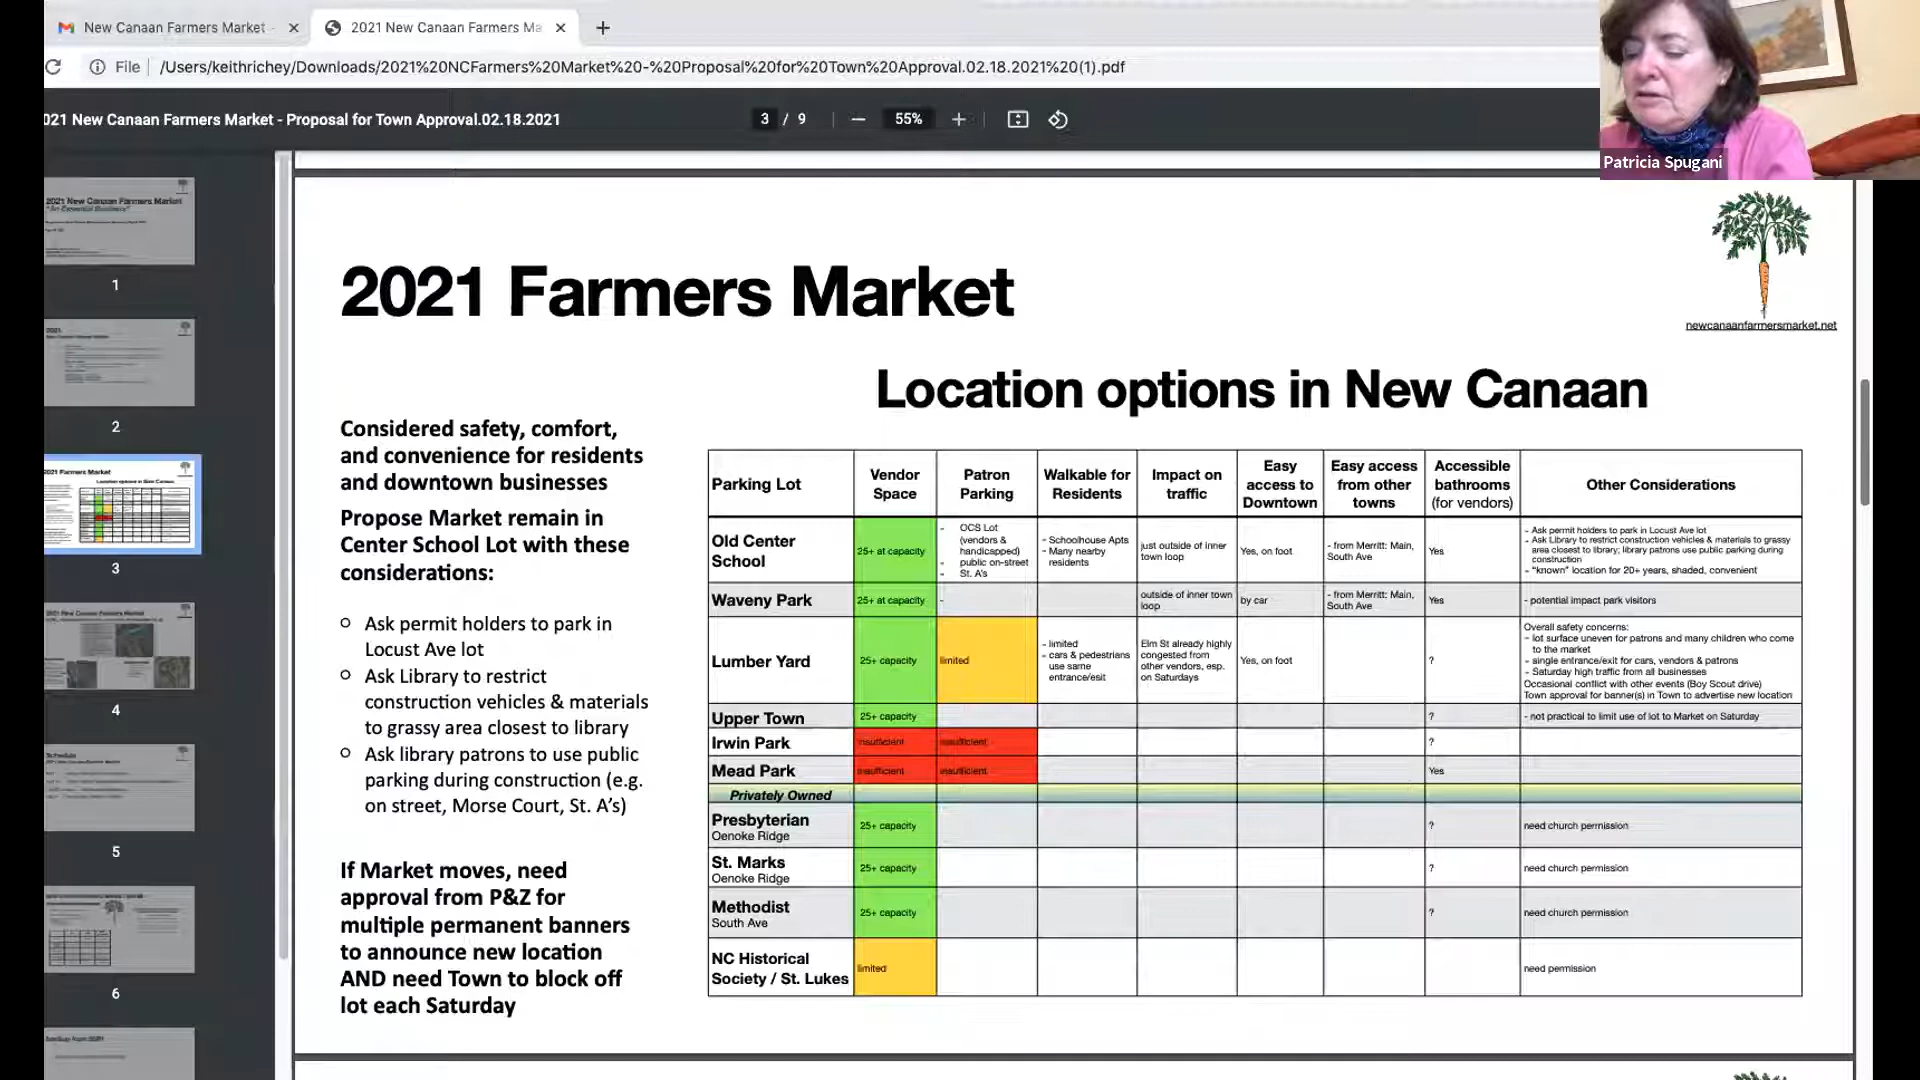 New Canaan Farmers Market -
2021 New Canaan Farmers Ma
File
/Users/keithrichey/Downloads/2021%20NCFarmers%20Market%20-%20Proposal%20for%20Town%20Approval.02.18.2021%20(1).pdf
021 New Canaan Farmers Market - Proposal for Town Approval.02.18.2021
3 / 9
55%
Patricia Spugani
1
2
3
4
5
6
newcanaanfarmersmarket.net
2021 Farmers Market
Location options in New Canaan
Considered safety, comfort,
and convenience for residents
and downtown businesses
Propose Market remain in
Center School Lot with these
considerations:
Ask permit holders to park in
Locust Ave lot
Ask Library to restrict
construction vehicles & materials
to grassy area closest to library
Ask library patrons to use public
parking during construction (e.g.
on street, Morse Court, St. A's)
If Market moves, need
approval from P&Z for
multiple permanent banners
to announce new location
AND need Town to block off
lot each Saturday
Parking Lot
Vendor
Space
Patron
Parking
Walkable for
Residents
Impact on
traffic
Easy
access to
Downtown
Easy access
from other
towns
Accessible
bathrooms
(for vendors)
Other Considerations
Old Center
School
25+ at capacity
- OCS Lot
(vendors &
handicapped)
- public on-street
- St. A's
- Schoolhouse Apts
- Many nearby
residents
just outside of inner
town loop
Yes, on foot
- from Merritt: Main,
South Ave
Yes
- Ask permit holders to park in Locust Ave lot
- Ask Library to restrict construction vehicles & materials to grassy
area closest to library; library patrons use public parking during
construction
- "known" location for 20+ years, shaded, convenient
Waveny Park
25+ at capacity
-
outside of inner town
loop
by car
- from Merritt: Main,
South Ave
Yes
- potential impact park visitors
Lumber Yard
25+ capacity
limited
- limited
- cars & pedestrians
use same
entrance/exit
Elm St already highly
congested from
other vendors, esp.
on Saturdays
Yes, on foot
?
Overall safety concerns:
- lot surface uneven for patrons and many children who come
to the market
- single entrance/exit for cars, vendors & patrons
- Saturday high traffic from all businesses
Occasional conflict with other events (Boy Scout drive)
Town approval for banner(s) in Town to advertise new location
Upper Town
25+ capacity
?
- not practical to limit use of lot to Market on Saturday
Irwin Park
insufficient
insufficient
?
Mead Park
insufficient
insufficient
Yes
Privately Owned
Presbyterian
Oenoke Ridge
25+ capacity
?
need church permission
St. Marks
Oenoke Ridge
25+ capacity
?
need church permission
Methodist
South Ave
25+ capacity
?
need church permission
NC Historical
Society / St. Lukes
limited
need permission